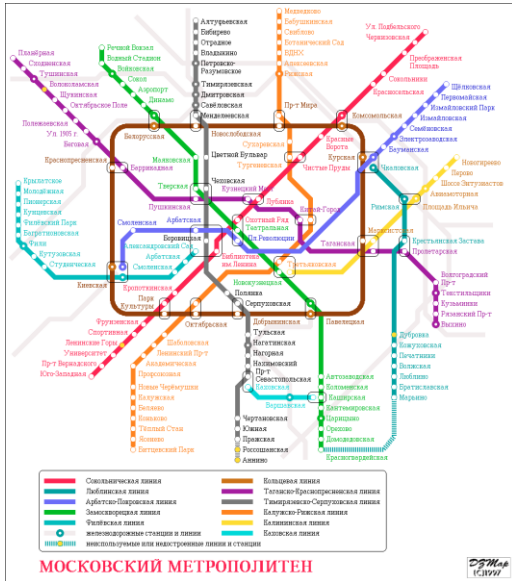 Алтуфьевская
Бибирево
Отрадное
Владыкино
Петровско-
Разумовское
Тимирязевская
Дмитровская
Савёловская
Менделеевская
Медведково
Бабушкинская
Свиблово
Ботанический Сад
ВДНХ
Алексеевская
Рижская
Пр-т Мира
Ул. Подбельского
Черкизовская
Преображенская
Площадь
Сокольники
Красносельская
Комсомольская
Красные
Ворота
Чистые Пруды
Речной Вокзал
Водный Стадион
Войковская
Сокол
Аэропорт
Динамо
Белорусская
Планёрная
Сходненская
Тушинская
Волоколамская
Щукинская
Октябрьское Поле
Полежаевская
Ул. 1905 г.
Беговая
Краснопресненская
Баррикадная
Щёлковская
Первомайская
Измайловская
Измайловский Парк
Семёновская
Электрозаводская
Бауманская
Курская
Чкаловская
Новогиреево
Перово
Шоссе Энтузиастов
Авиамоторная
Площадь Ильича
Римская
Марксистская
Таганская
Крестьянская Застава
Пролетарская
Волгоградский
Пр-т
Текстильщики
Кузьминки
Рязанский Пр-т
Выхино
Новослободская
Сухаревская
Тургеневская
Цветной Бульвар
Маяковская
Чеховская
Тверская
Пушкинская
Кузнецкий Мост
Лубянка
Китай-Город
Охотный Ряд
Театральная
Пл.Революции
Крылатское
Молодёжная
Пионерская
Кунцевская
Филёвский Парк
Багратионовская
Фили
Кутузовская
Студенческая
Киевская
Смоленская
Арбатская
Александровский Сад
Арбатская
Смоленская
Боровицкая
Библиотека
им Ленина
Кропоткинская
Третьяковская
Новокузнецкая
Полянка
Серпуховская
Парк
Культуры
Октябрьская
Добрынинская
Павелецкая
Фрунзенская
Спортивная
Ленинские Горы
Университет
Пр-т Вернадского
Юго-Западная
Шаболовская
Ленинский Пр-т
Академическая
Профсоюзная
Новые Черёмушки
Калужская
Беляево
Коньково
Тёплый Стан
Ясенево
Битцевский Парк
Тульская
Нагатинская
Нагорная
Нахимовский
Пр-т
Севастопольская
Каховская
Варшавская
Чертановская
Южная
Пражская
Россошанская
Аннино
Автозаводская
Коломенская
Каширская
Кантемировская
Царицыно
Орехово
Домодедовская
Красногвардейская
Дубровка
Кожуховская
Печатники
Волжская
Люблино
Братиславская
Марьино
Сокольническая линия
Люблинская линия
Арбатско-Покровская линия
Замоскворецкая линия
Филёвская линия
железнодорожные станции и линии
неиспользуемые или недостроенные линии и станции
Кольцевая линия
Таганско-Краснопресненская линия
Тимирязевско-Серпуховская линия
Калужско-Рижская линия
Калининская линия
Каховская линия
МОСКОВСКИЙ МЕТРОПОЛИТЕН
DZMap
(C)1997